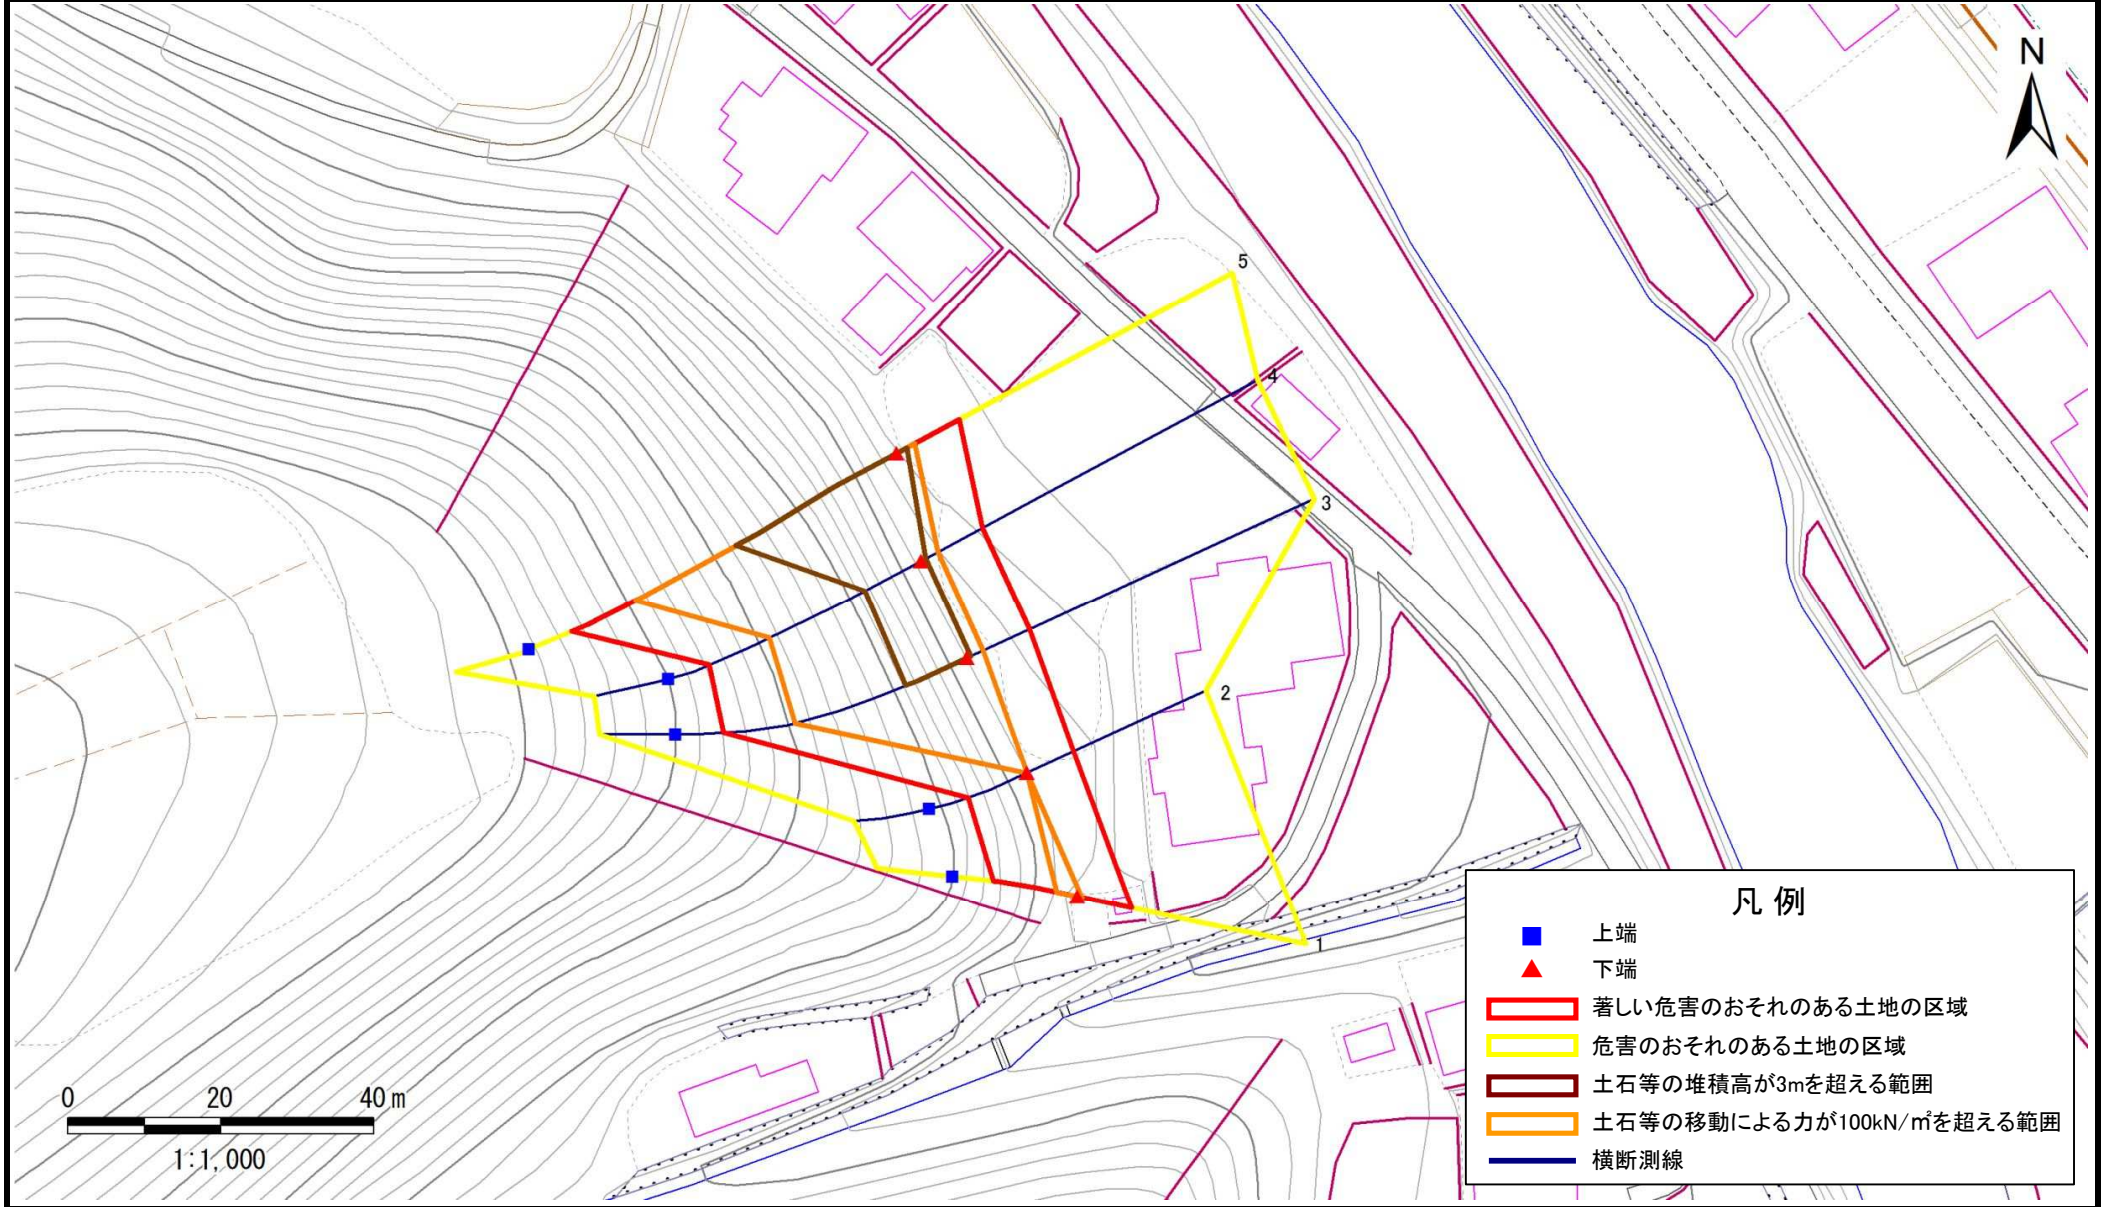 N
5
4
3
2
1
0 20 40 m
1:1,000
凡 例
上端
下端
著しい危害のおそれのある土地の区域
危害のおそれのある土地の区域
土石等の堆積高が3mを超える範囲
土石等の移動による力が100kN/㎡を超える範囲
横断測線